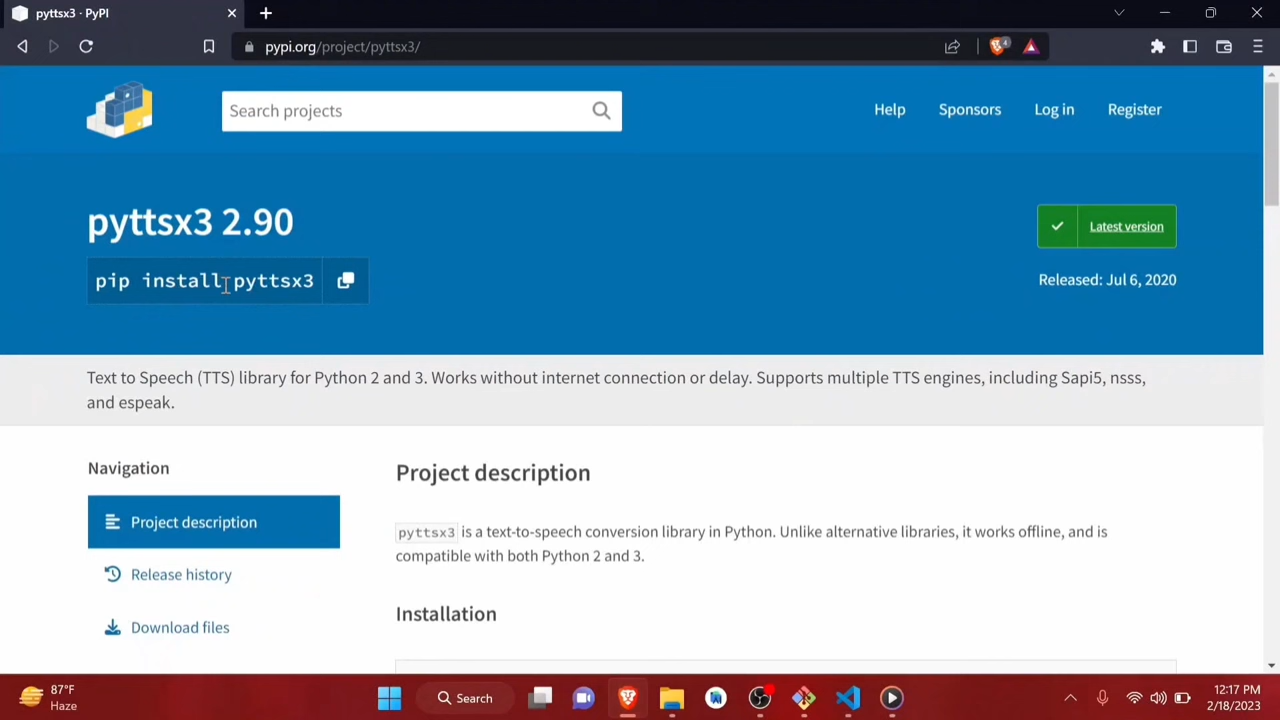 pyttsx3 · PyPI
pypi.org/project/pyttsx3/
4
Search projects
Help
Sponsors
Log in
Register
pyttsx3 2.90
pip install pyttsx3
Latest version
Released: Jul 6, 2020
Text to Speech (TTS) library for Python 2 and 3. Works without internet connection or delay. Supports multiple TTS engines, including Sapi5, nsss,
and espeak.
Navigation
Project description
Release history
Download files
Project description
pyttsx3 is a text-to-speech conversion library in Python. Unlike alternative libraries, it works offline, and is
compatible with both Python 2 and 3.
Installation
87°F
Haze
Search
12:17 PM
2/18/2023